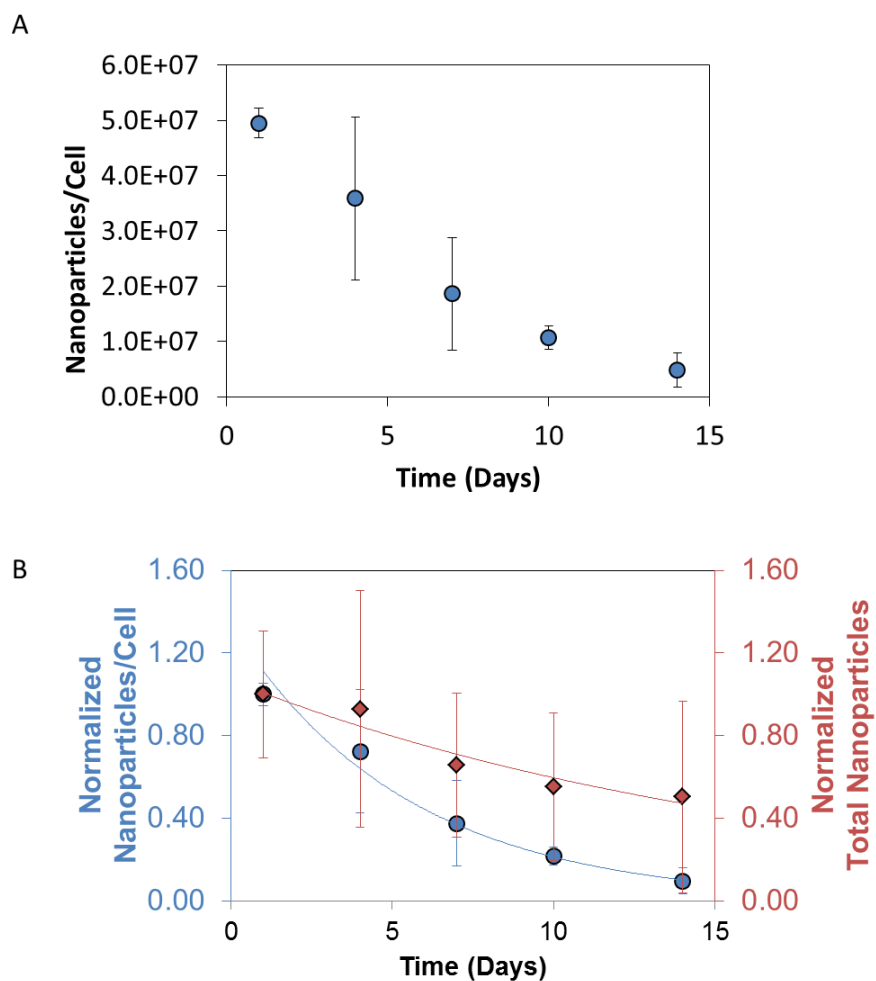 A
Nanoparticles/Cell
6.0E+07
5.0E+07
4.0E+07
3.0E+07
2.0E+07
1.0E+07
0.0E+00
0 5 10 15
Time (Days)
B
Normalized
Nanoparticles/Cell
1.60
1.20
0.80
0.40
0.00
1.60
1.20
0.80
0.40
0.00
Normalized
Total Nanoparticles
0 5 10 15
Time (Days)